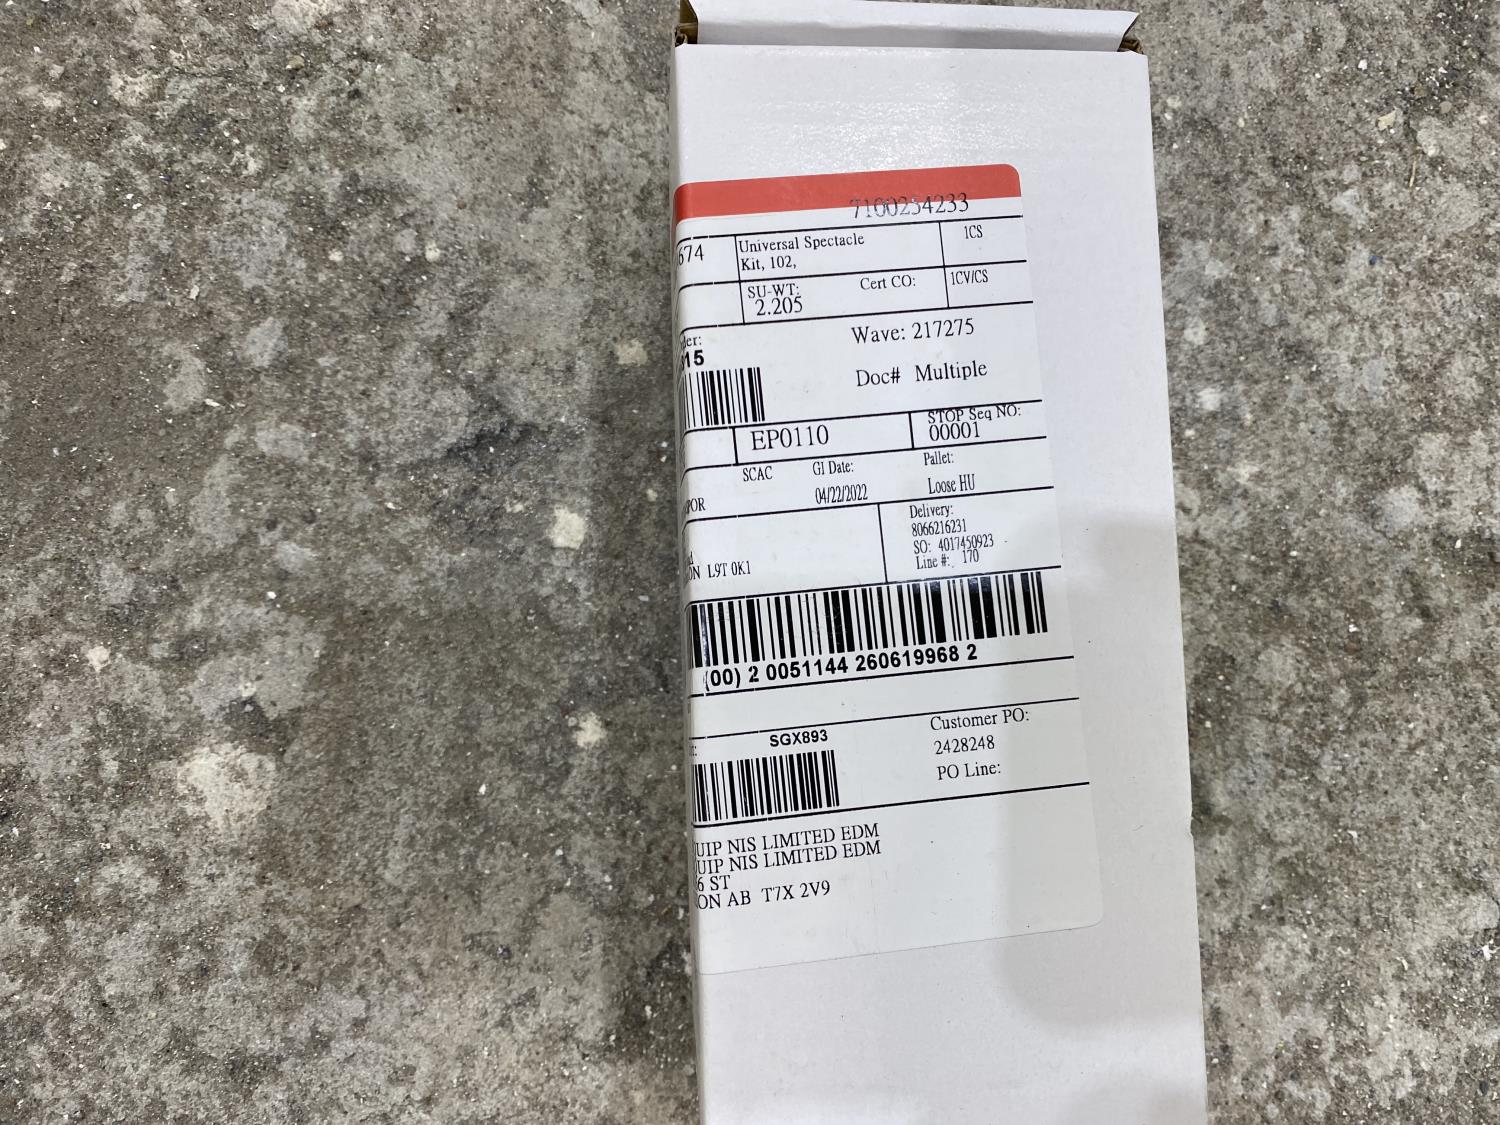 7100254233
674 Universal Spectacle 1CS
Kit, 102,
SU-WT: Cert CO: 1CV/CS
2.205
Wave: 217275
15
Doc# Multiple
EP0110 STOP Seq NO:
00001
SCAC GI Date: Pallet:
04/22/2022 Loose HU
Delivery:
8066216231
SO: 4017450923
Line #: 170
ON L9T 0K1
(00) 2 0051144 260619968 2
SGX893 Customer PO:
2428248
PO Line:
UIP NIS LIMITED EDM
UIP NIS LIMITED EDM
6 ST
ON AB T7X 2V9